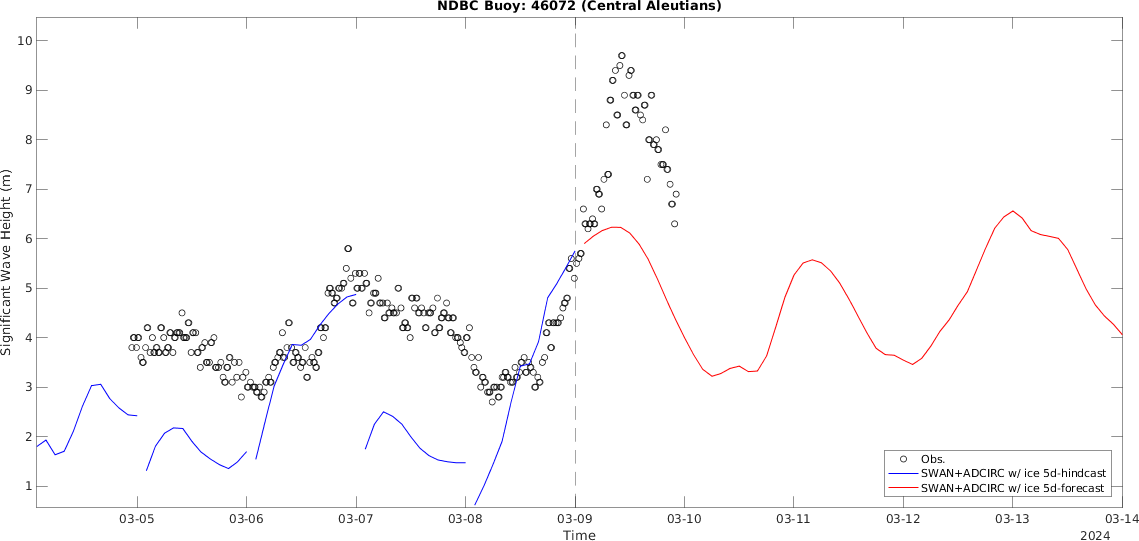 NDBC Buoy: 46072 (Central Aleutians)
Significant Wave Height (m)
10
9
8
7
6
5
4
3
2
1
Obs.
SWAN+ADCIRC w/ ice 5d-hindcast
SWAN+ADCIRC w/ ice 5d-forecast
03-05 03-06 03-07 03-08 03-09 03-10 03-11 03-12 03-13 03-14
Time
2024